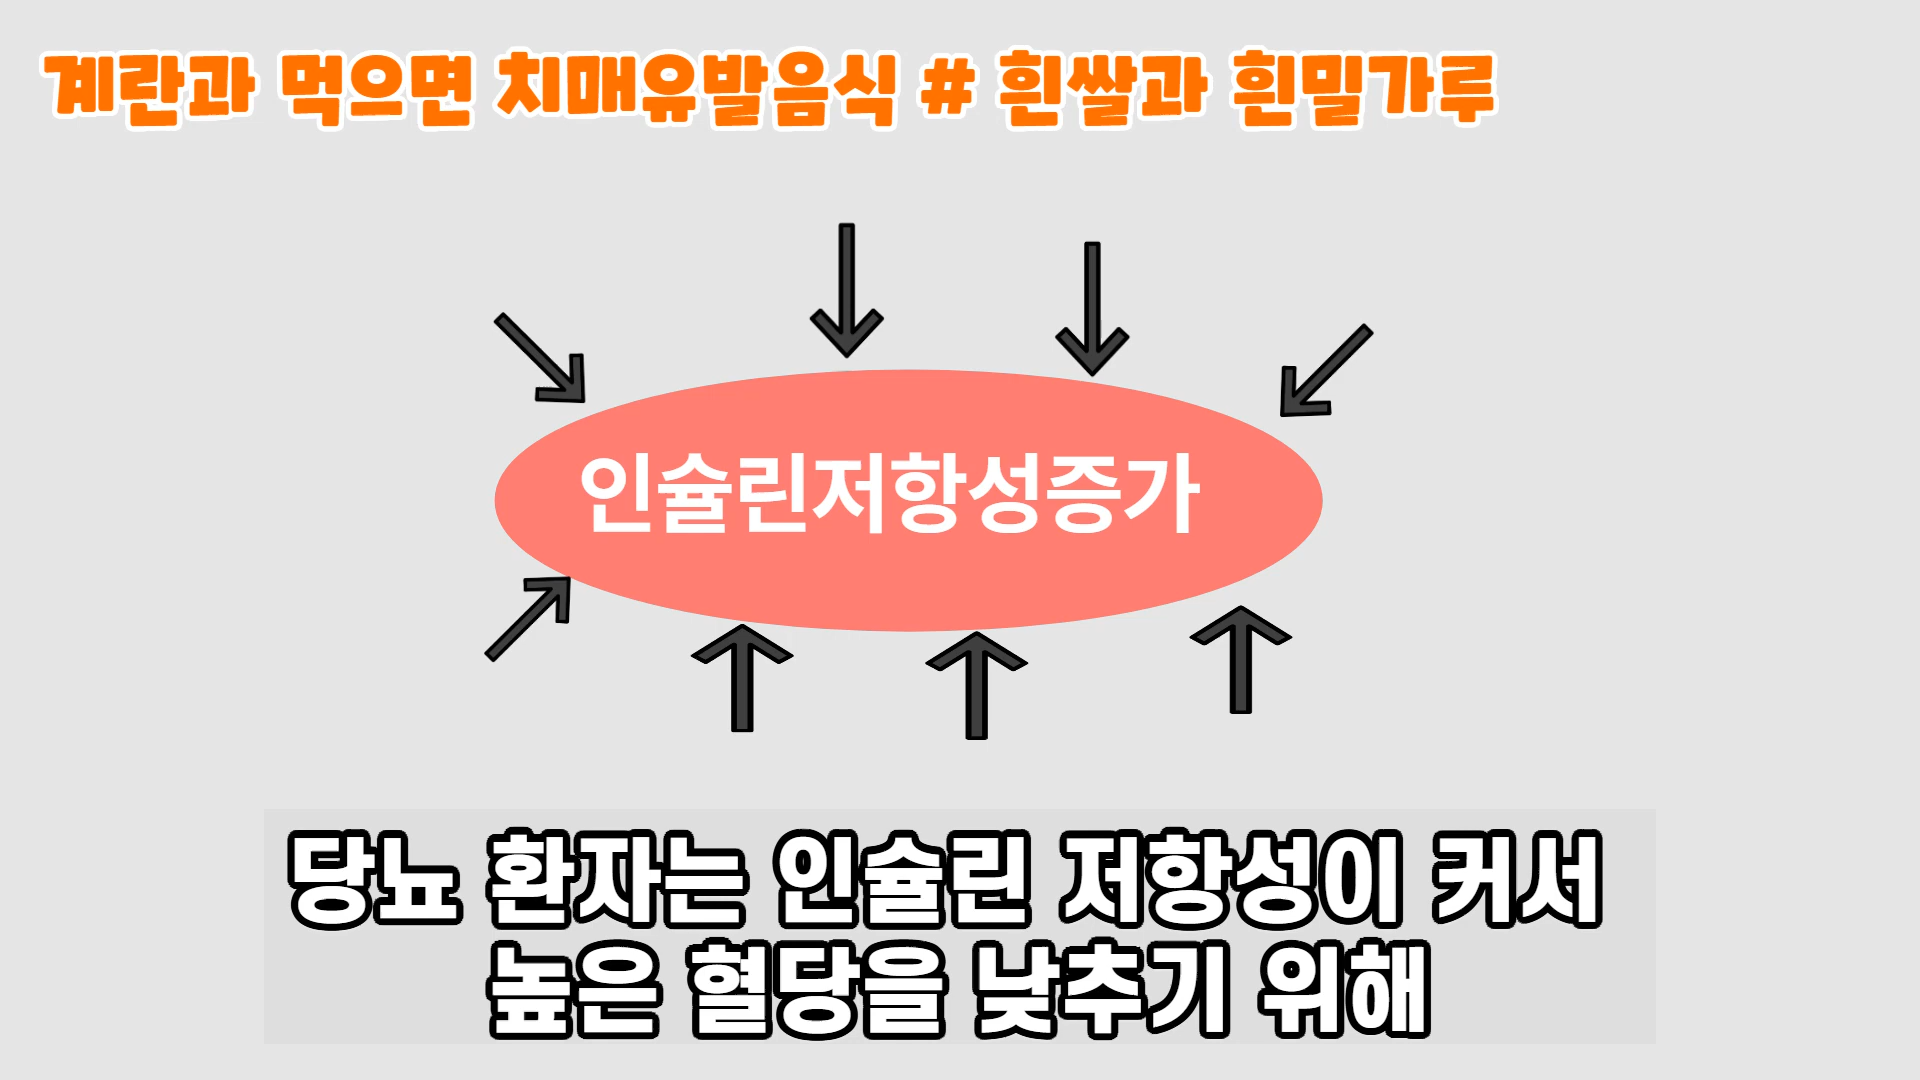 계란과 먹으면 치매유발음식 # 흰쌀과 흰밀가루
인슐린저항성증가
당뇨 환자는 인슐린 저항성이 커서
높은 혈당을 낮추기 위해